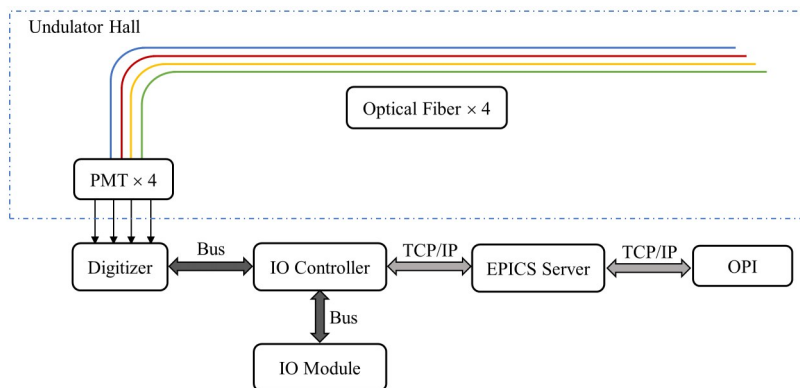 Undulator Hall
Optical Fiber × 4
PMT × 4
Bus
TCP/IP
TCP/IP
Digitizer
IO Controller
EPICS Server
OPI
Bus
IO Module